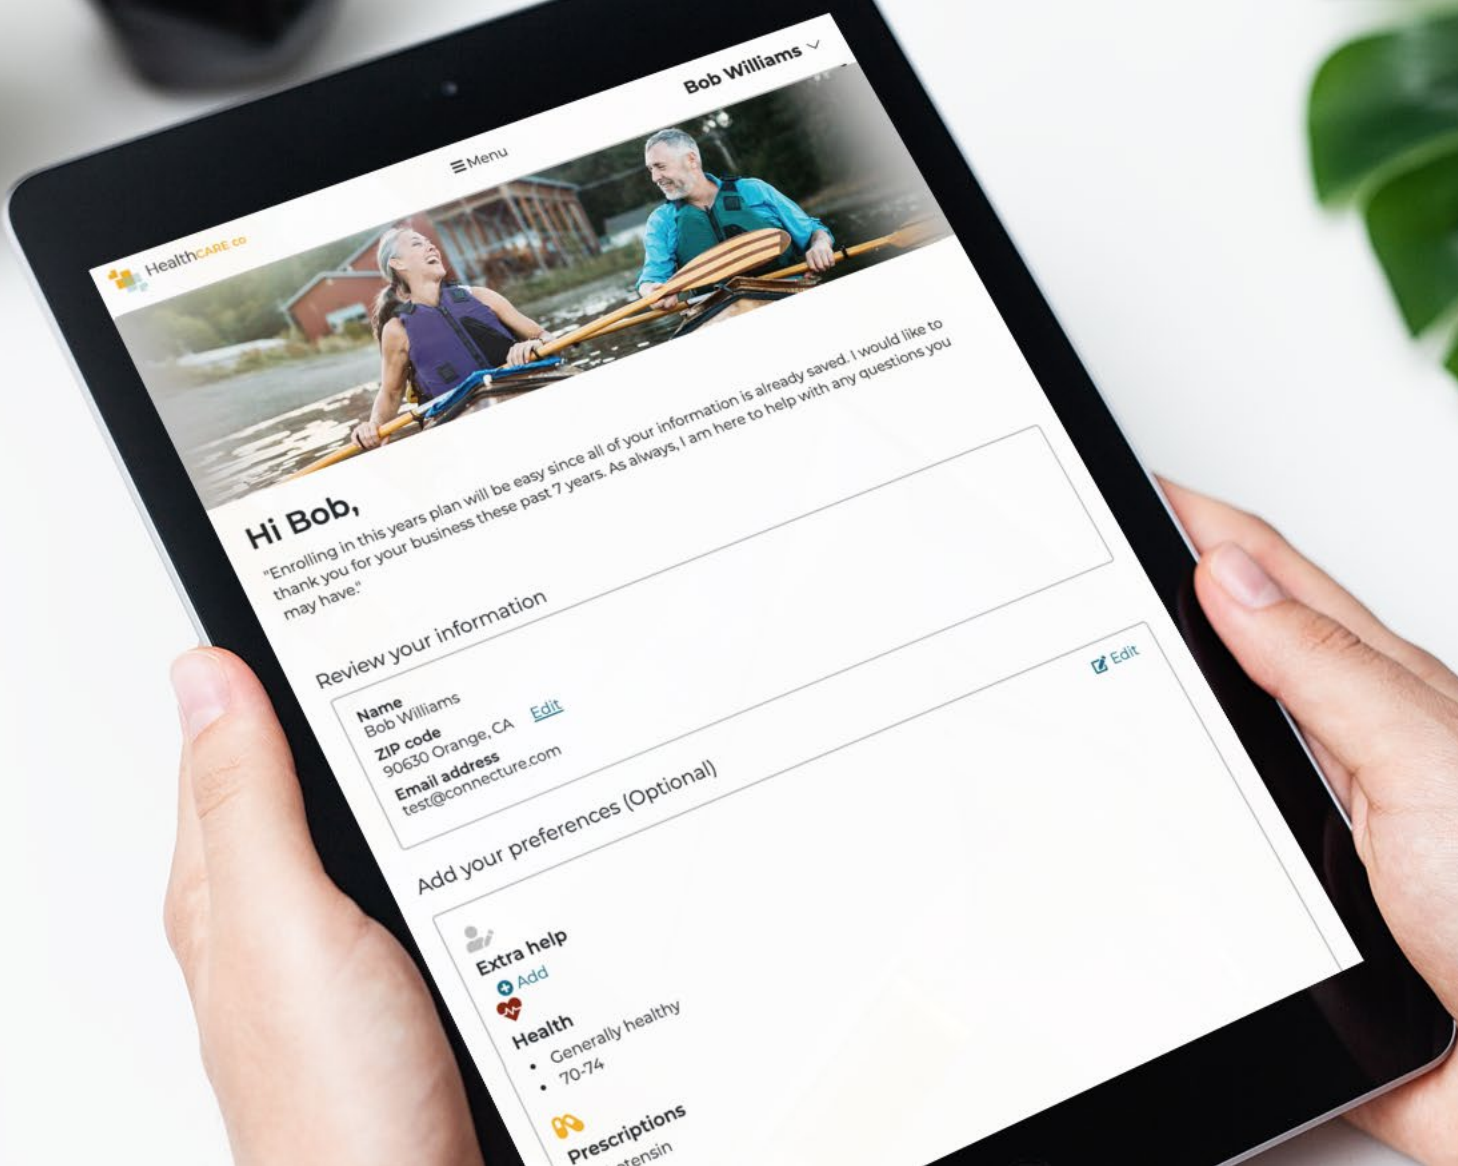 Bob Williams
Menu
HealthCARE co
Hi Bob,
"Enrolling in this years plan will be easy since all of your information is already saved. I would like to
thank you for your business these past 7 years. As always, I am here to help with any questions you
may have."
Review your information
Name
Bob Williams
ZIP code
90630 Orange, CA Edit
Email address
test@connecture.com
Add your preferences (Optional)
Edit
Extra help
Add
Health
• Generally healthy
• 70-74
Prescriptions